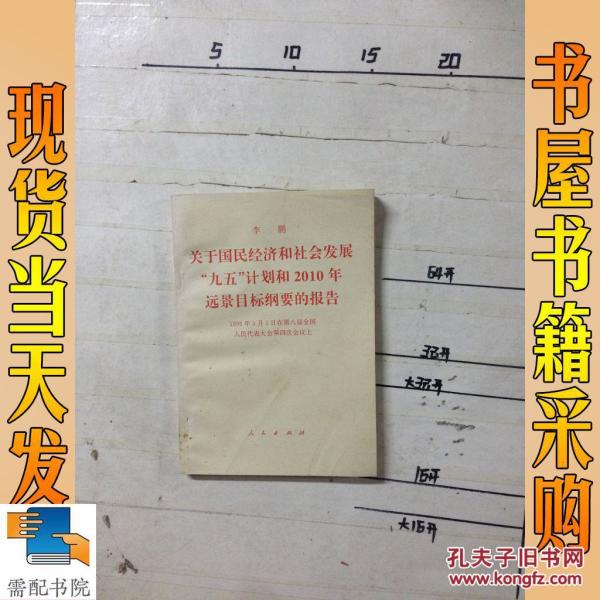 5 10 15 20
现货当天发
书屋书籍采购
李 鹏
关于国民经济和社会发展
“九五”计划和2010年
远景目标纲要的报告
1996年3月5日在第八届全国
人民代表大会第四次会议上
人民出版社
64开
32开
大32开
16开
大16开
需配书院
孔夫子旧书网
www.kongfz.com